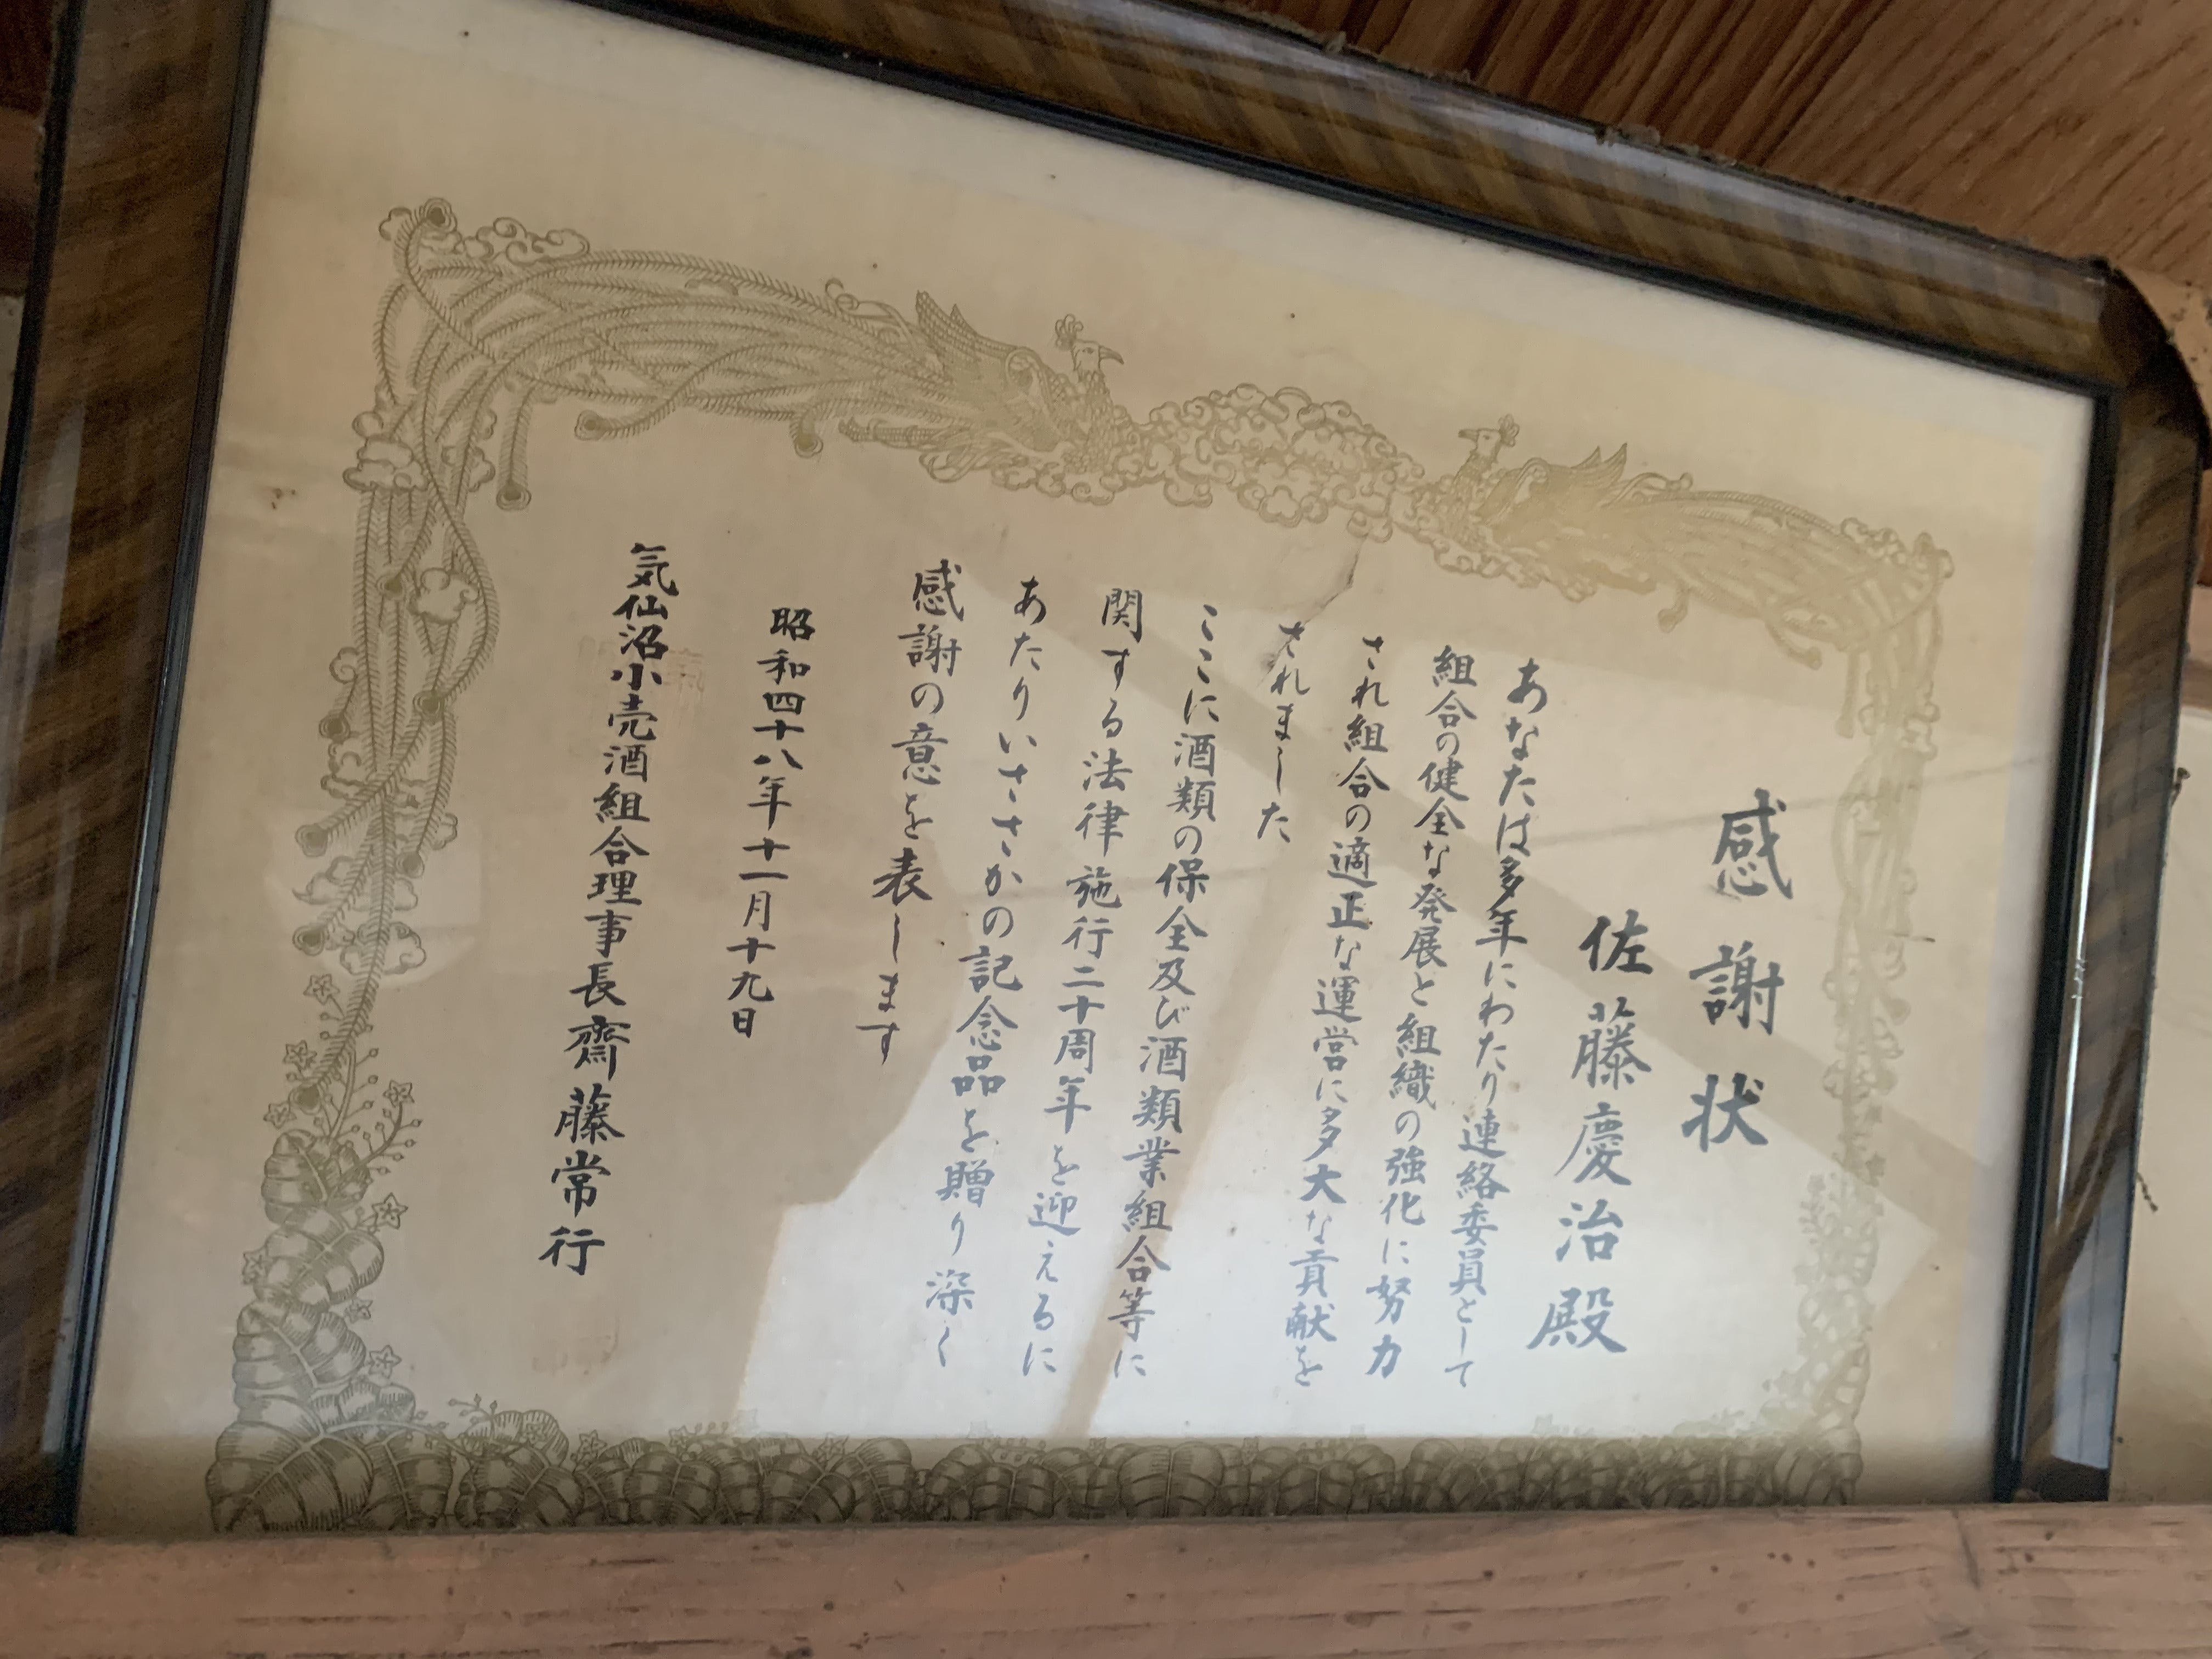 感謝状
佐藤慶治殿
あなたは多年にわたり連絡委員として
組合の健全な発展と組織の強化に努力
され組合の適正な運営に多大な貢献を
されました
ここに酒類の保全及び酒類業組合等に
関する法律施行二十周年を迎えるに
あたりいささかの記念品を贈り深く
感謝の意を表します
昭和四十八年十一月十九日
気仙沼小売酒組合理事長齋藤常行